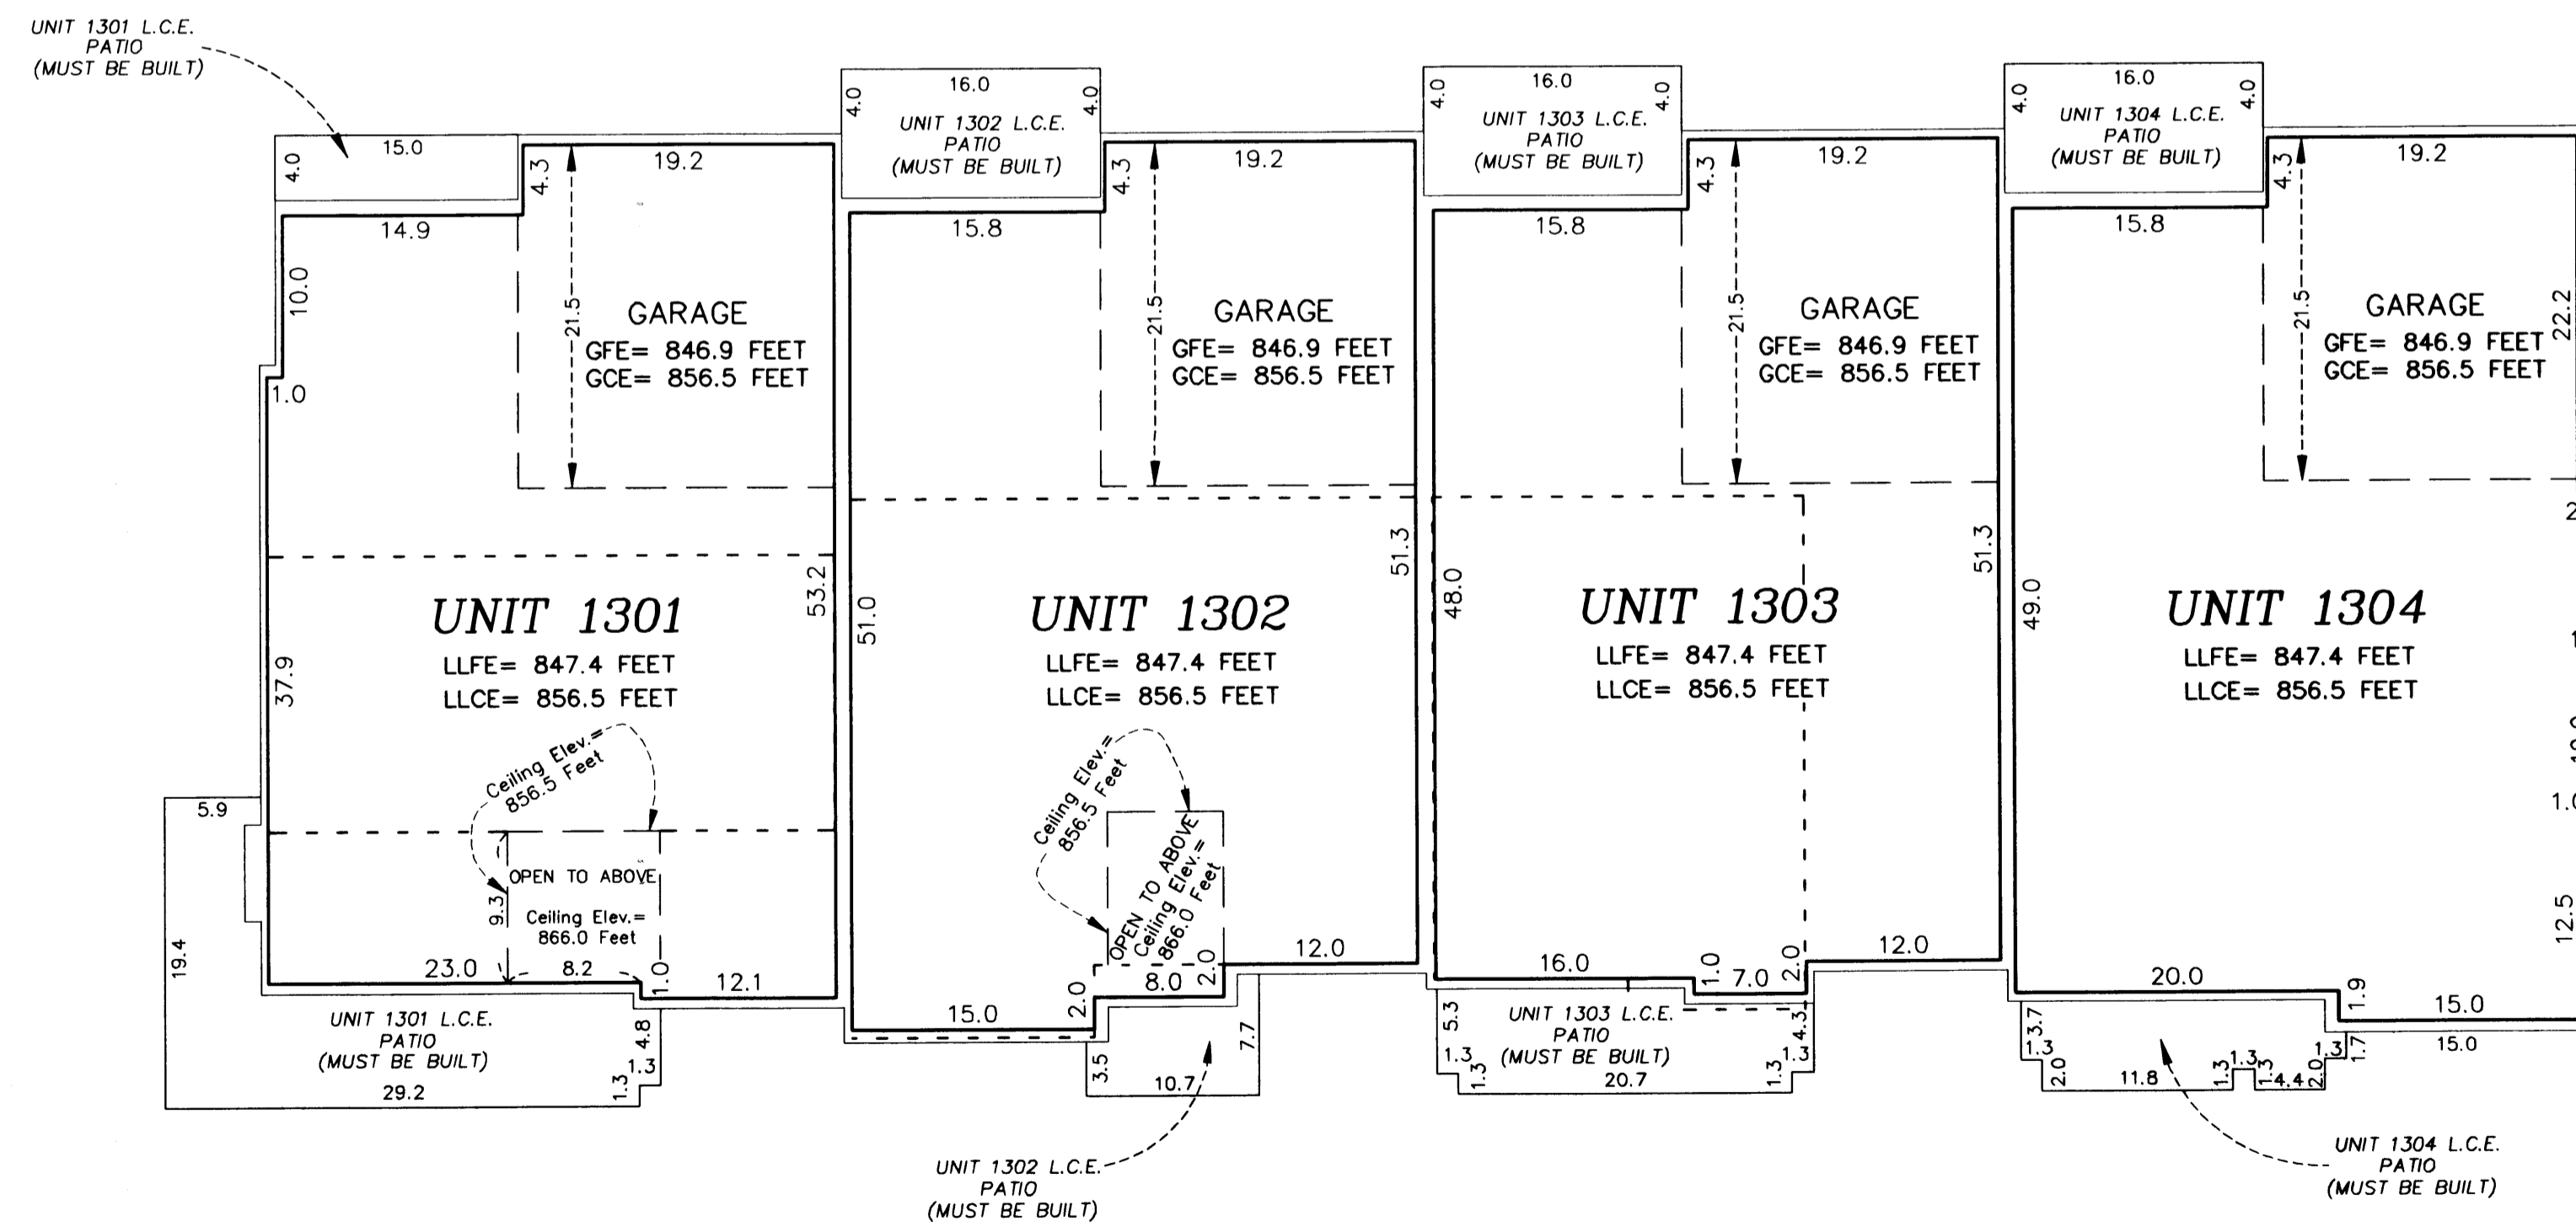 UNIT 1301 L.C.E.
PATIO
(MUST BE BUILT)
4.0
15.0
14.9
4.3
19.2
21.5
10.0
1.0
GARAGE
GFE= 846.9 FEET
GCE= 856.5 FEET
53.2
37.9
UNIT 1301
LLFE= 847.4 FEET
LLCE= 856.5 FEET
Ceiling Elev.=
856.5 Feet
OPEN TO ABOVE
9.3
Ceiling Elev.=
866.0 Feet
23.0
8.2
1.0
12.1
5.9
19.4
UNIT 1301 L.C.E.
PATIO
(MUST BE BUILT)
29.2
4.8
1.3
1.3
4.0
16.0
4.0
UNIT 1302 L.C.E.
PATIO
(MUST BE BUILT)
15.8
4.3
19.2
21.5
GARAGE
GFE= 846.9 FEET
GCE= 856.5 FEET
51.3
51.0
UNIT 1302
LLFE= 847.4 FEET
LLCE= 856.5 FEET
Ceiling Elev.=
856.5 Feet
OPEN TO ABOVE
Ceiling Elev.=
866.0 Feet
15.0
2.0
8.0
2.0
12.0
3.5
10.7
7.7
UNIT 1302 L.C.E.
PATIO
(MUST BE BUILT)
4.0
16.0
4.0
UNIT 1303 L.C.E.
PATIO
(MUST BE BUILT)
15.8
4.3
19.2
21.5
GARAGE
GFE= 846.9 FEET
GCE= 856.5 FEET
51.3
48.0
UNIT 1303
LLFE= 847.4 FEET
LLCE= 856.5 FEET
16.0
1.0
7.0
2.0
12.0
5.3
1.3
1.3
UNIT 1303 L.C.E.
PATIO
(MUST BE BUILT)
20.7
4.3
1.3
1.3
4.0
16.0
4.0
UNIT 1304 L.C.E.
PATIO
(MUST BE BUILT)
15.8
4.3
19.2
21.5
GARAGE
GFE= 846.9 FEET
GCE= 856.5 FEET
22.2
49.0
UNIT 1304
LLFE= 847.4 FEET
LLCE= 856.5 FEET
12.5
20.0
1.9
15.0
3.7
1.3
2.0
11.8
1.3
1.3
1.3
4.4
2.0
1.3
1.7
15.0
UNIT 1304 L.C.E.
PATIO
(MUST BE BUILT)